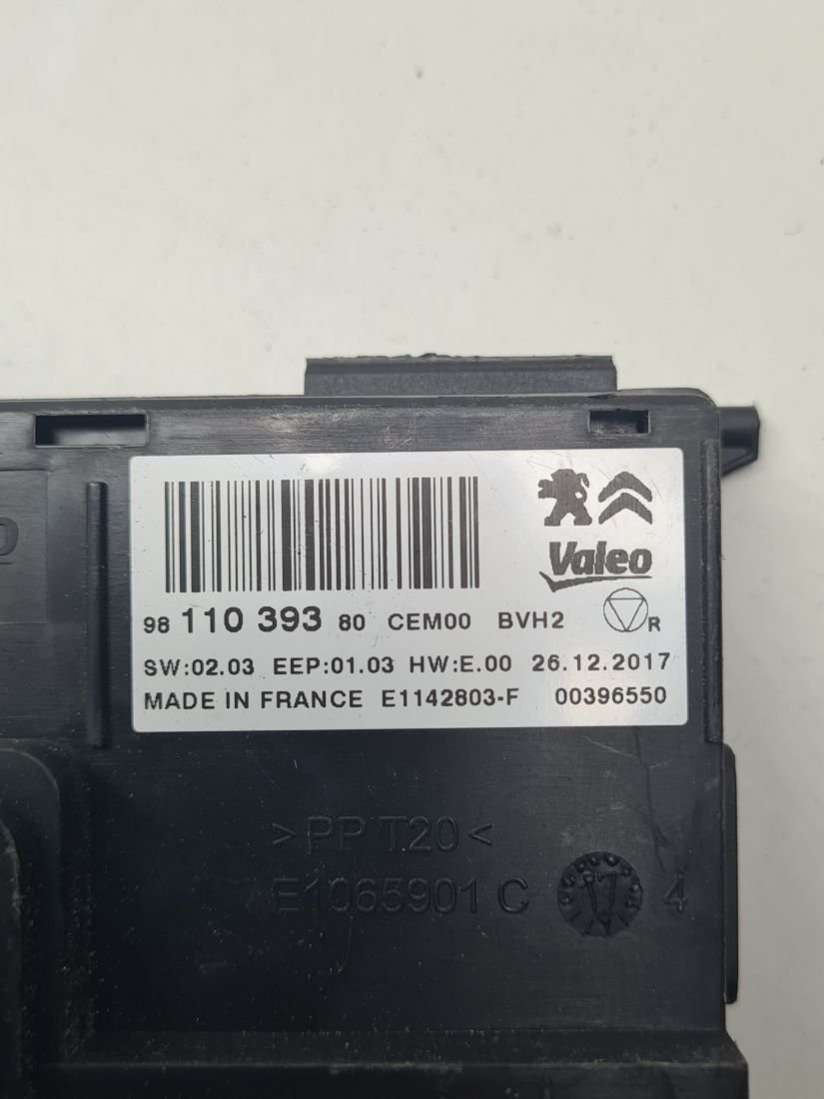 Valeo
98 110 393 80 CEM00 BVH2 R
SW:02.03 EEP:01.03 HW:E.00 26.12.2017
MADE IN FRANCE E1142803-F 00396550
>PP T20<
E1065901 C 4